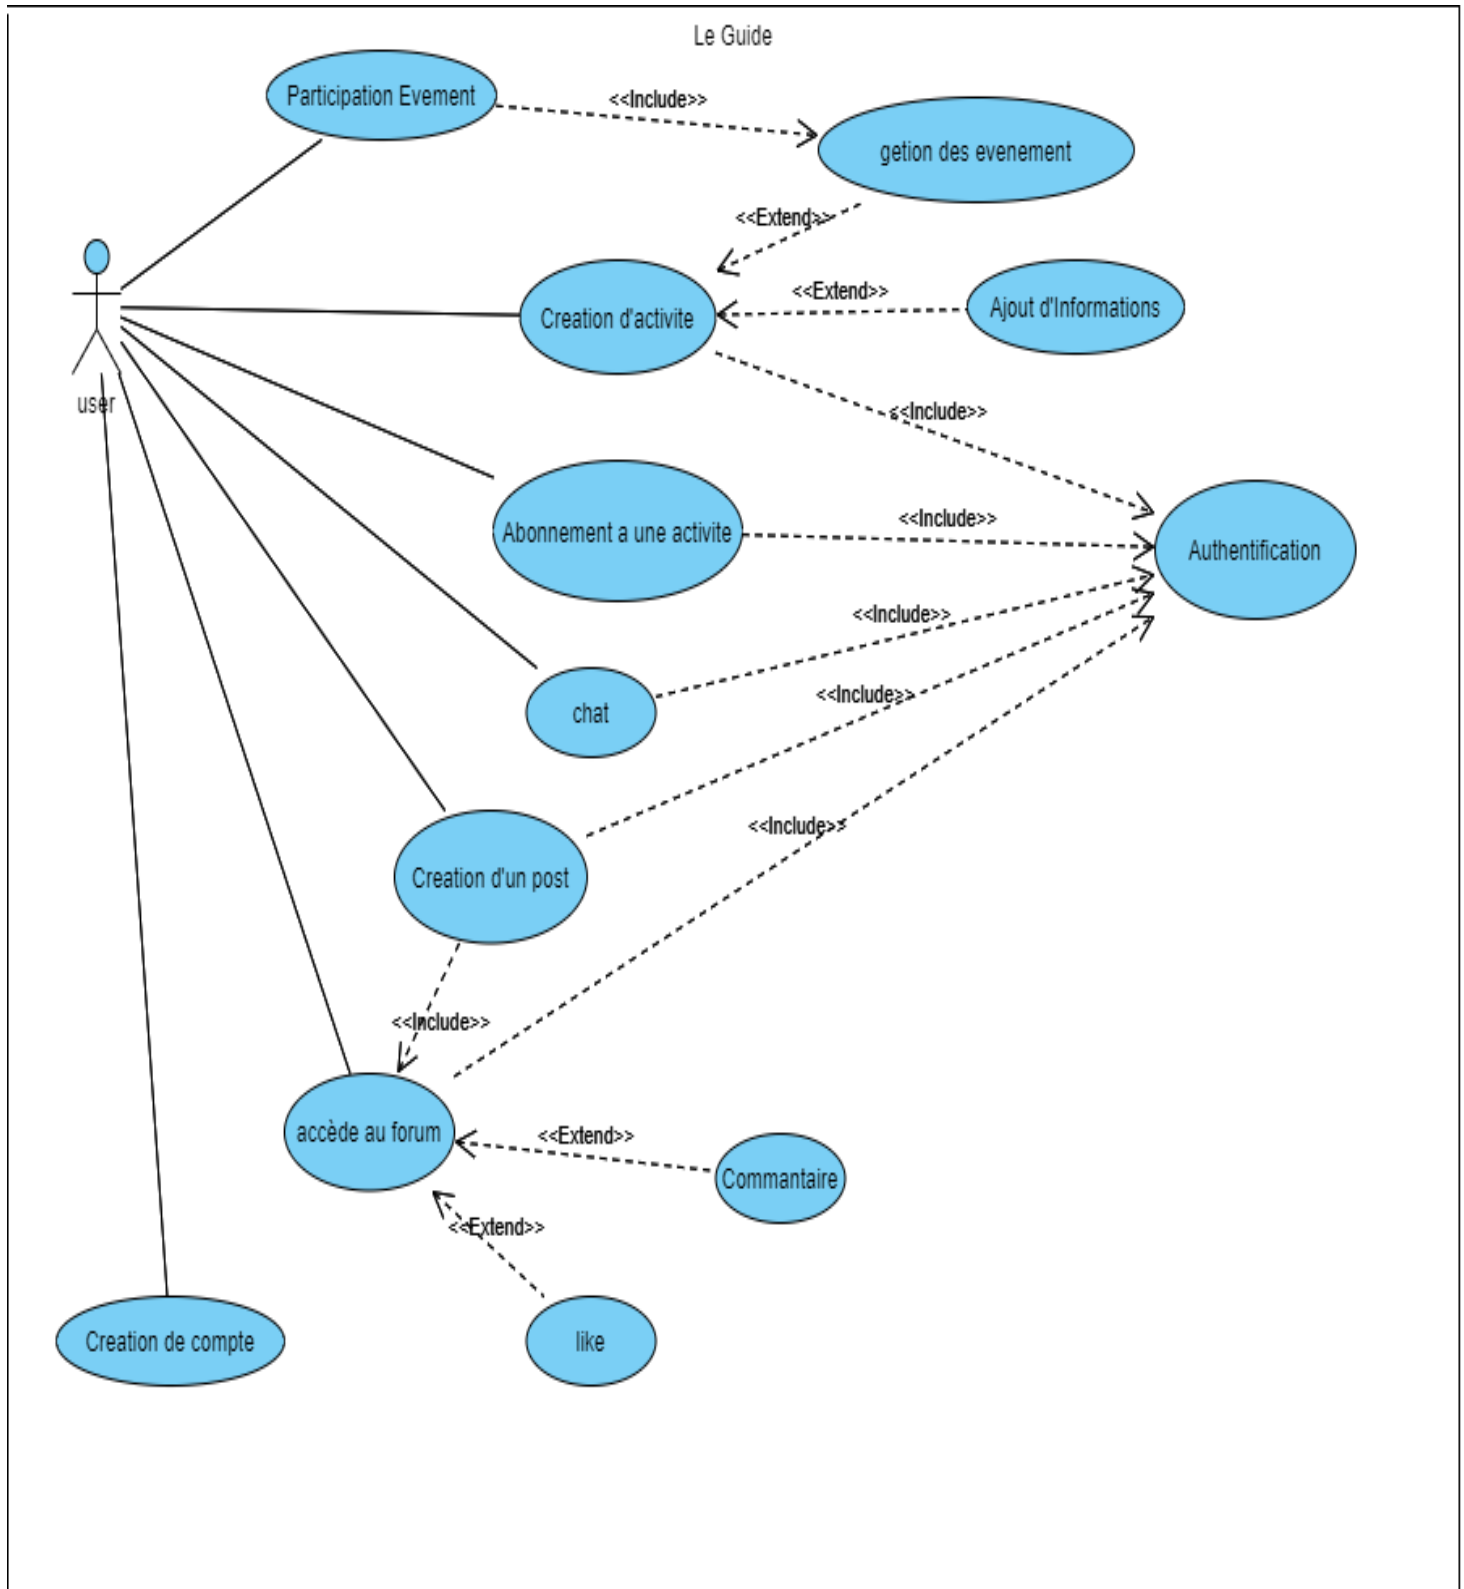 Le Guide
Participation Evement
<<Include>>
getion des evenement
<<Extend>>
<<Extend>>
Ajout d'Informations
Creation d'activite
user
<<Include>>
Abonnement a une activite
<<Include>>
Authentification
<<Include>>
<<Include>>
chat
<<Include>>
Creation d'un post
<<Include>>
accède au forum
<<Extend>>
Commantaire
<<Extend>>
Creation de compte
like